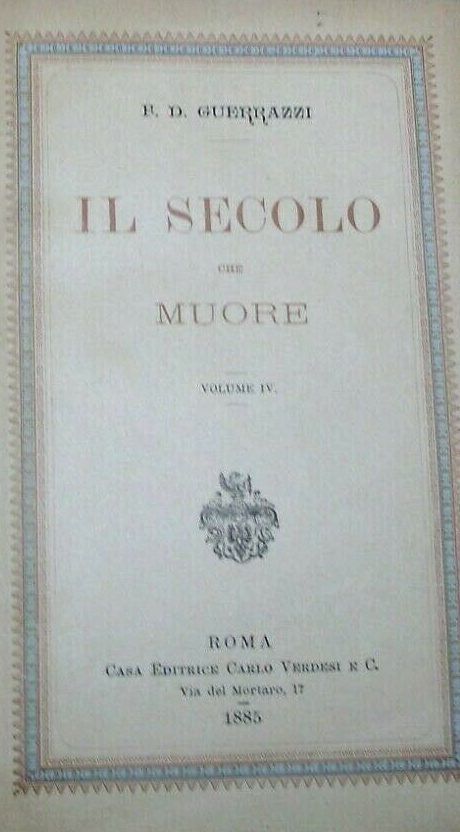 F. D. GUERRAZZI
IL SECOLO
CHE
MUORE
VOLUME IV.
ROMA
CASA EDITRICE CARLO VERDESI E C.
Via del Mortaro, 17
1885